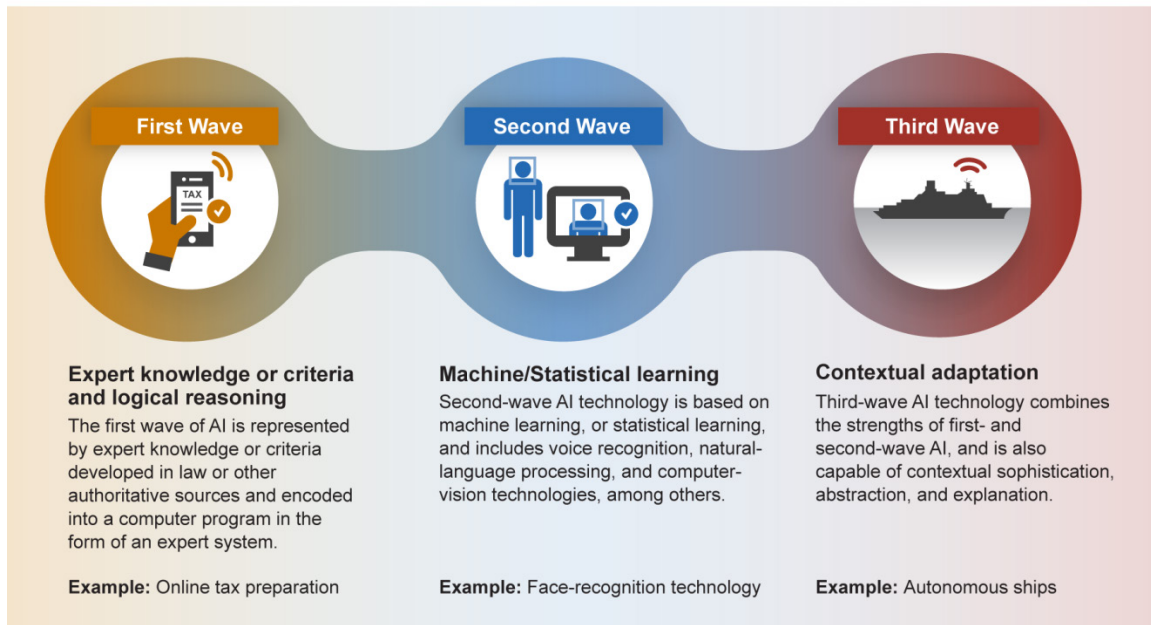 First Wave
TAX
Expert knowledge or criteria
and logical reasoning
The first wave of AI is represented
by expert knowledge or criteria
developed in law or other
authoritative sources and encoded
into a computer program in the
form of an expert system.
Example: Online tax preparation
Second Wave
Machine/Statistical learning
Second-wave AI technology is based on
machine learning, or statistical learning,
and includes voice recognition, natural-
language processing, and computer-
vision technologies, among others.
Example: Face-recognition technology
Third Wave
Contextual adaptation
Third-wave AI technology combines
the strengths of first- and
second-wave AI, and is also
capable of contextual sophistication,
abstraction, and explanation.
Example: Autonomous ships